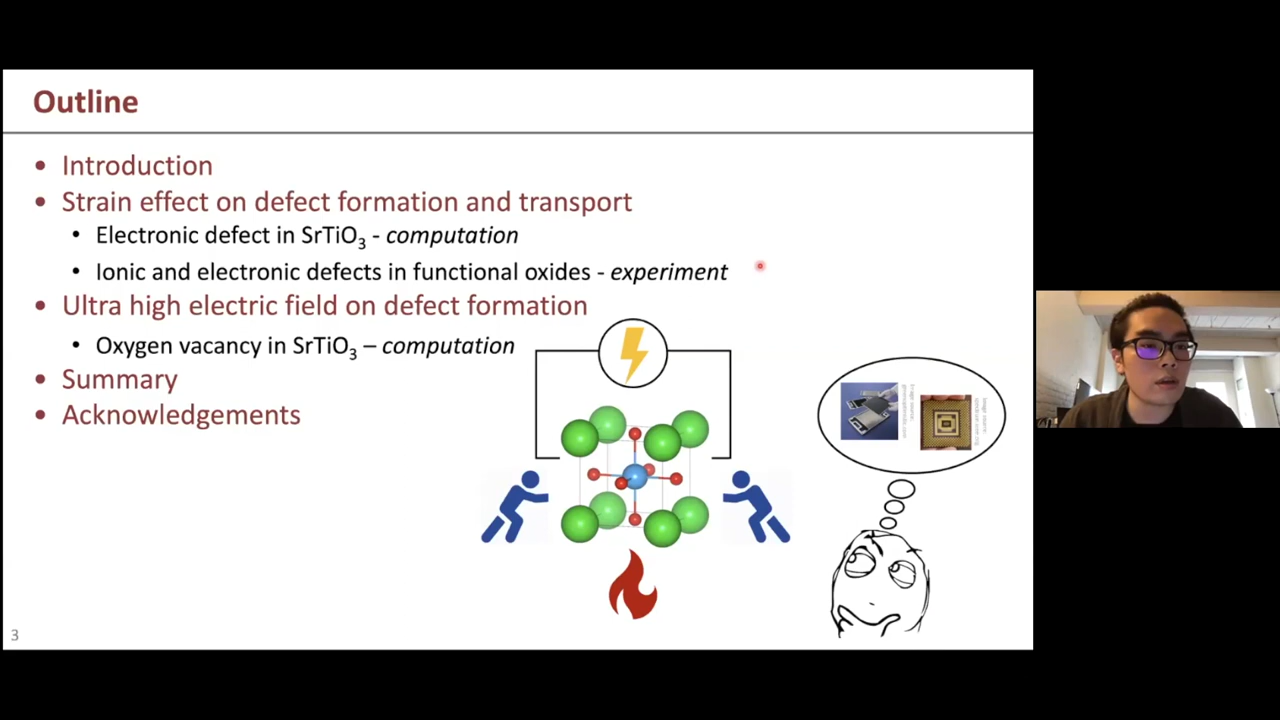 Outline
• Introduction
• Strain effect on defect formation and transport
• Electronic defect in SrTiO₃ - computation
• Ionic and electronic defects in functional oxides - experiment
• Ultra high electric field on defect formation
• Oxygen vacancy in SrTiO₃ – computation
• Summary
• Acknowledgements
3